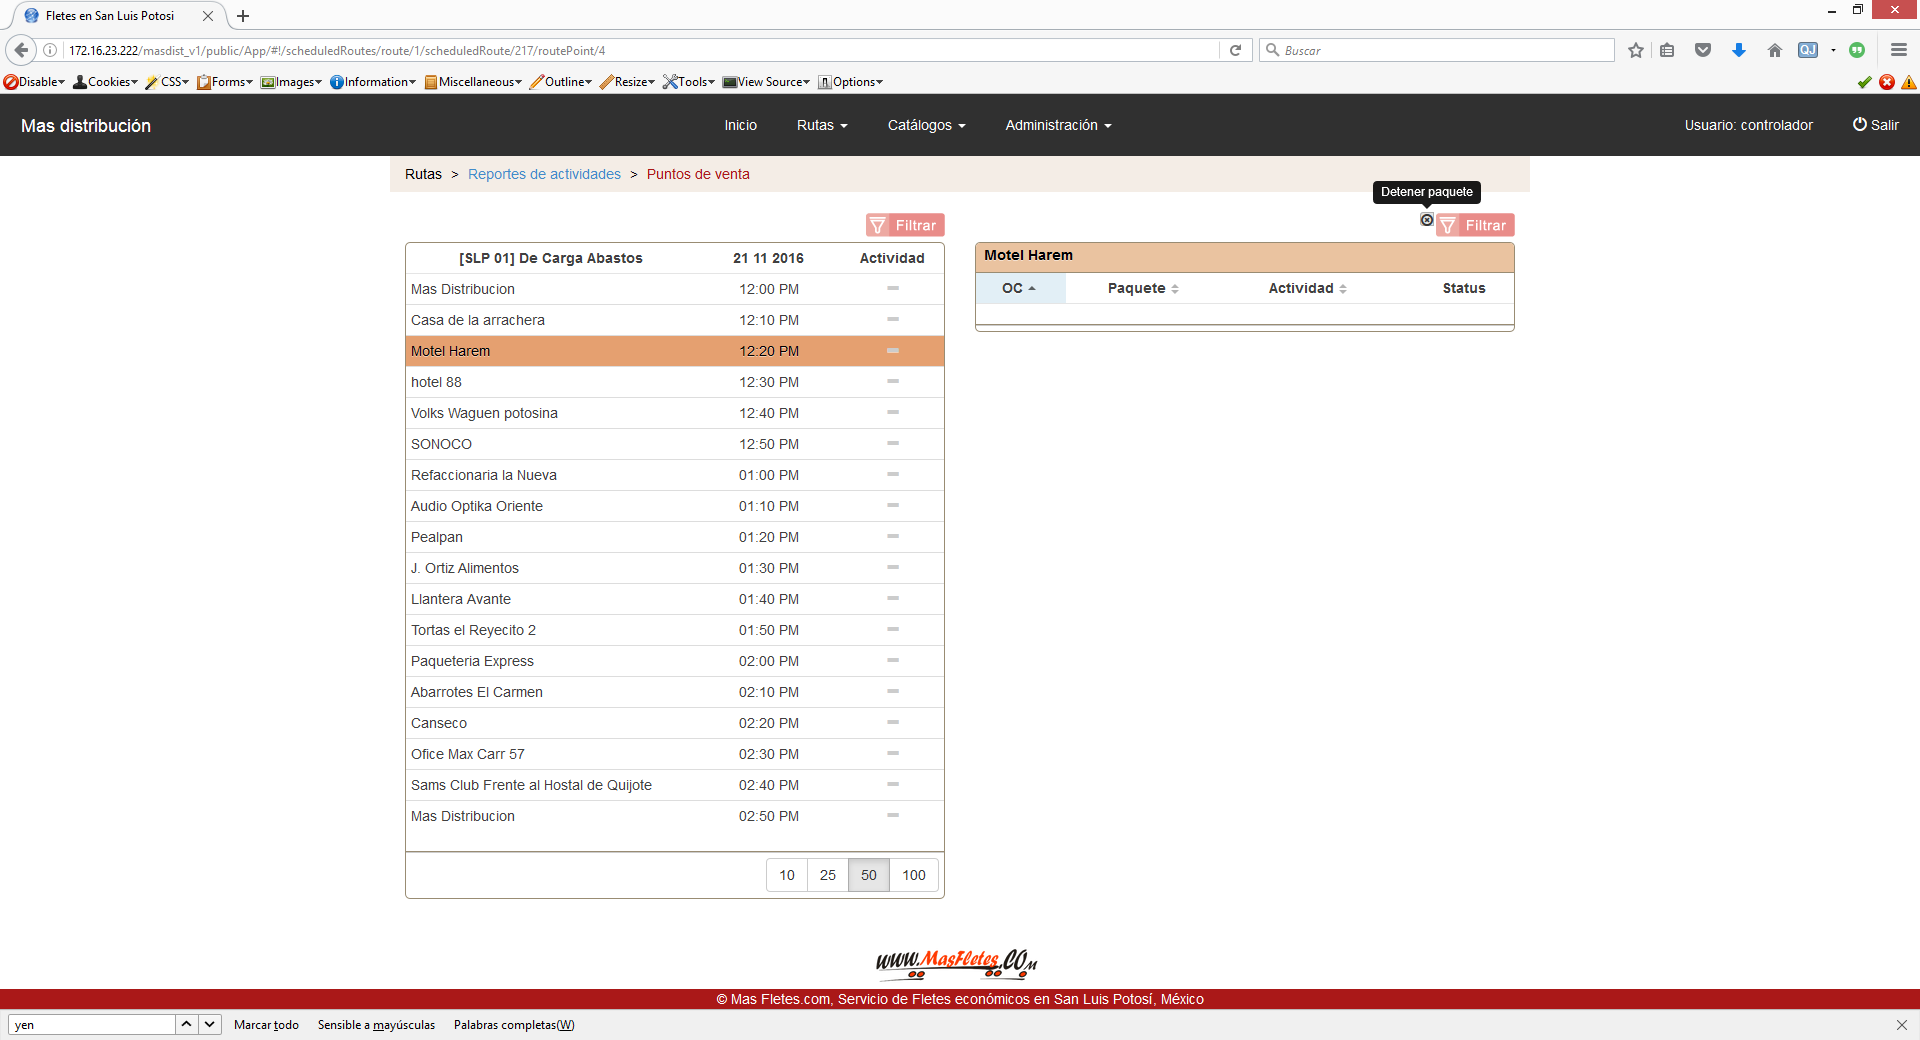 Fletes en San Luis Potosi
172.16.23.222/masdist_v1/public/App/#!/scheduledRoutes/route/1/scheduledRoute/217/routePoint/4
Buscar
Disable Cookies CSS Forms Images Information Miscellaneous Outline Resize Tools View Source Options
Mas distribución
Inicio Rutas Catálogos Administración
Usuario: controlador Salir
Rutas > Reportes de actividades > Puntos de venta
Detener paquete
Filtrar
Filtrar
[SLP 01] De Carga Abastos 21 11 2016 Actividad
Mas Distribucion 12:00 PM
Casa de la arrachera 12:10 PM
Motel Harem 12:20 PM
hotel 88 12:30 PM
Volks Waguen potosina 12:40 PM
SONOCO 12:50 PM
Refaccionaria la Nueva 01:00 PM
Audio Optika Oriente 01:10 PM
Pealpan 01:20 PM
J. Ortiz Alimentos 01:30 PM
Llantera Avante 01:40 PM
Tortas el Reyecito 2 01:50 PM
Paqueteria Express 02:00 PM
Abarrotes El Carmen 02:10 PM
Canseco 02:20 PM
Ofice Max Carr 57 02:30 PM
Sams Club Frente al Hostal de Quijote 02:40 PM
Mas Distribucion 02:50 PM
10 25 50 100
Motel Harem
OC Paquete Actividad Status
www.MasFletes.COM
© Mas Fletes.com, Servicio de Fletes económicos en San Luis Potosí, México
yen Marcar todo Sensible a mayúsculas Palabras completas(W)